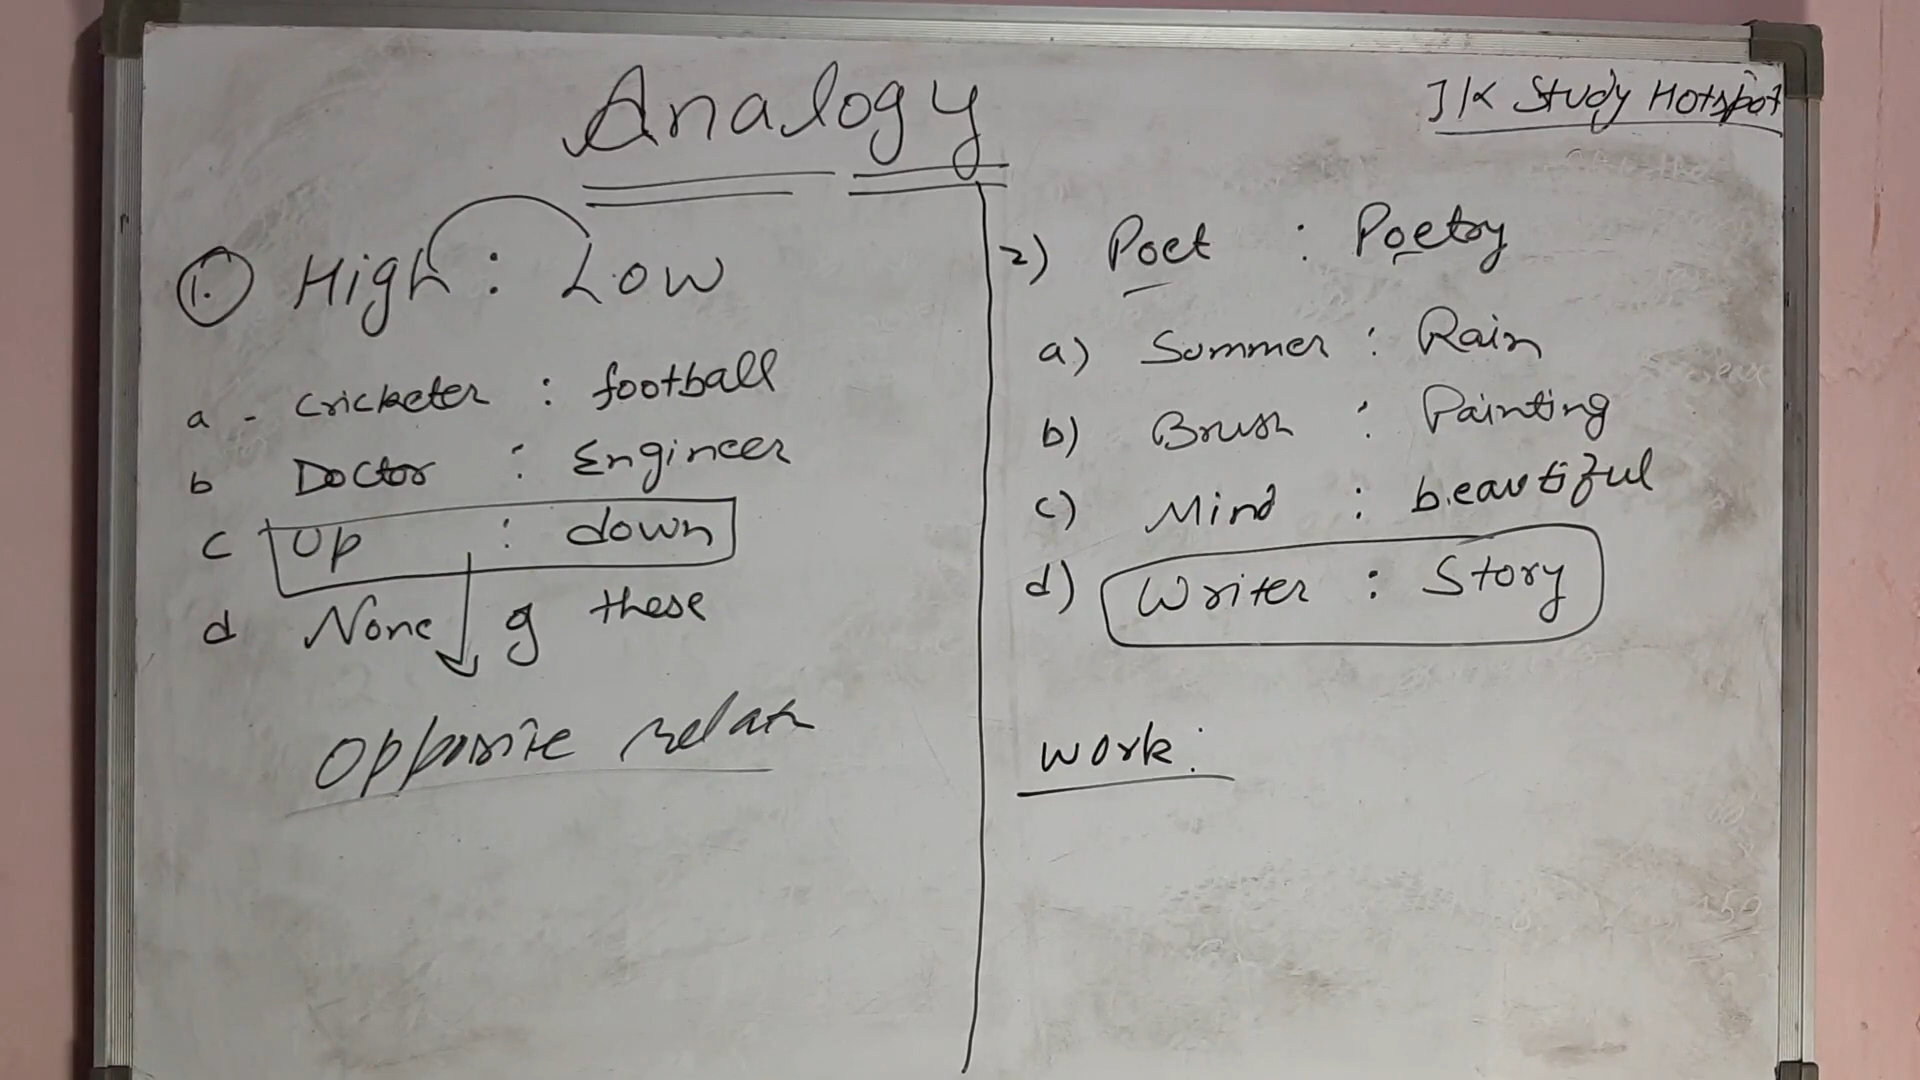 Analogy
J/K Study Hotspot
1. High : Low
a - Cricketer : football
b Doctor : Engineer
c Up : down
d None of these
Opposite relatn
2) Poet : Poetry
a) Summer : Rain
b) Brush : Painting
c) Mind : beautiful
d) Writer : Story
work :